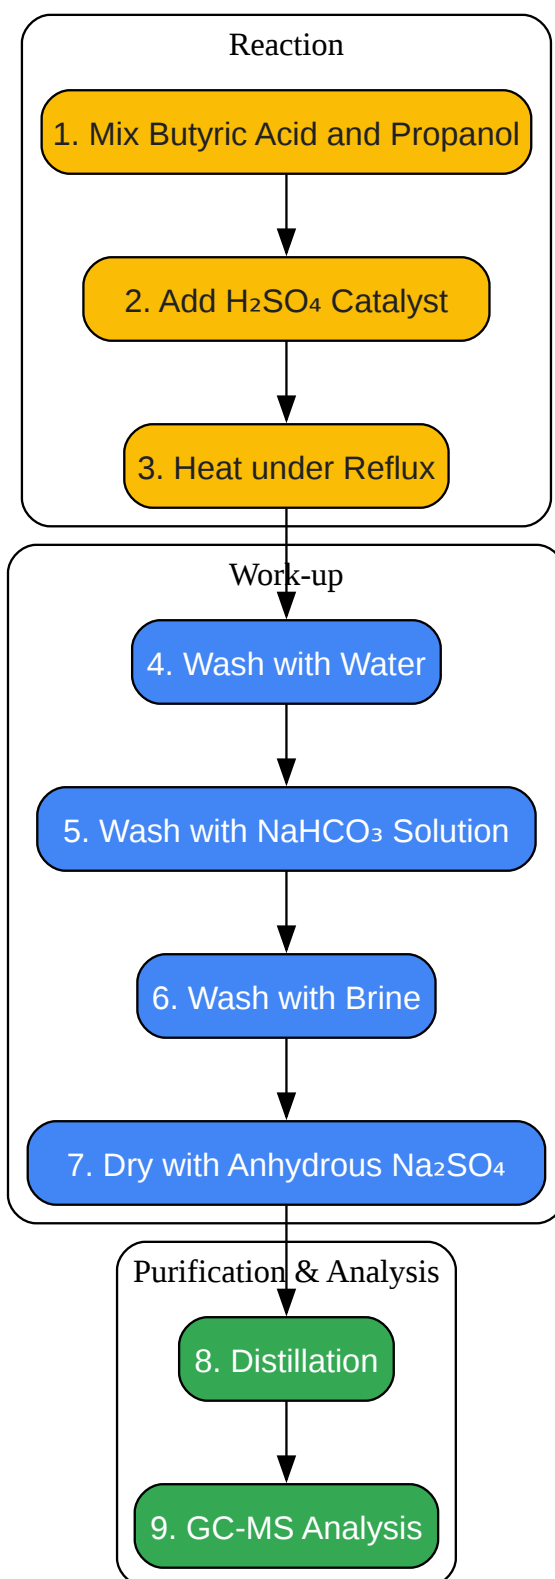 Reaction
1. Mix Butyric Acid and Propanol
2. Add H₂SO₄ Catalyst
3. Heat under Reflux
Work-up
4. Wash with Water
5. Wash with NaHCO₃ Solution
6. Wash with Brine
7. Dry with Anhydrous Na₂SO₄
Purification & Analysis
8. Distillation
9. GC-MS Analysis